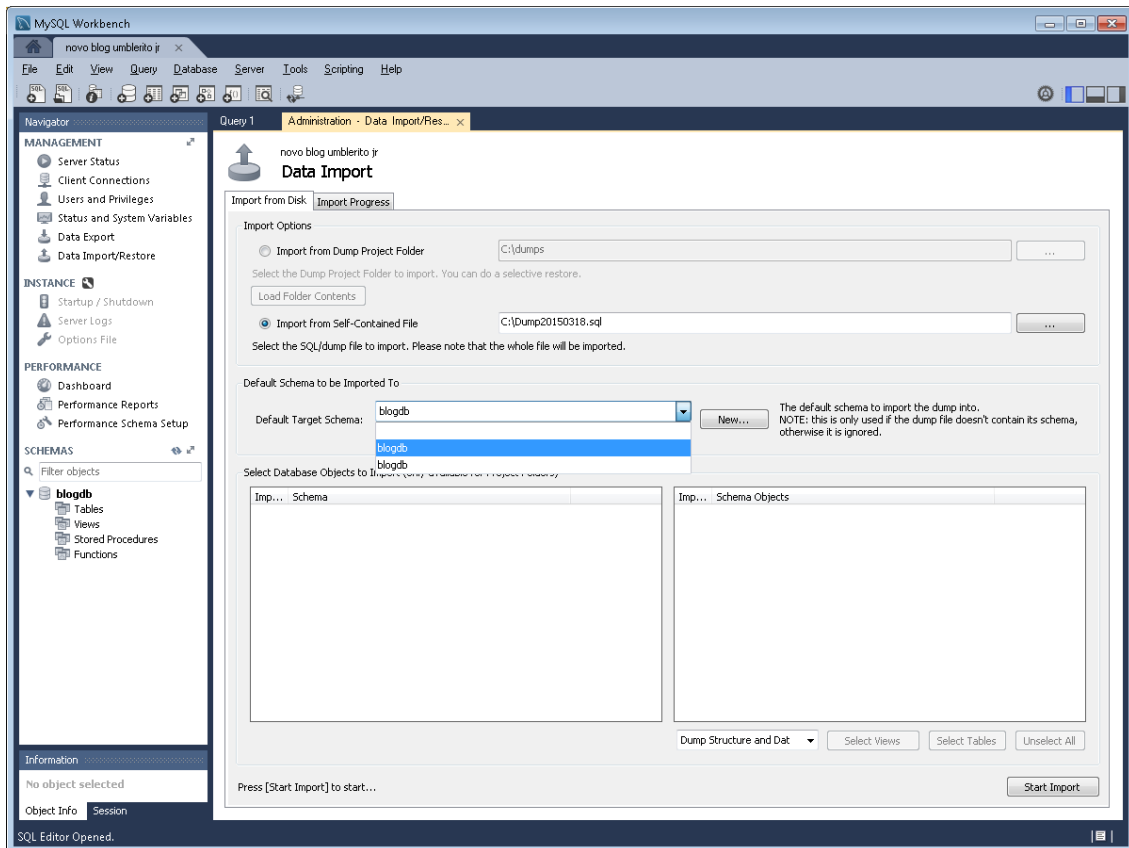 MySQL Workbench
novo blog umblerito jr
File Edit View Query Database Server Tools Scripting Help
Navigator
MANAGEMENT
Server Status
Client Connections
Users and Privileges
Status and System Variables
Data Export
Data Import/Restore
INSTANCE
Startup / Shutdown
Server Logs
Options File
PERFORMANCE
Dashboard
Performance Reports
Performance Schema Setup
SCHEMAS
Filter objects
blogdb
Tables
Views
Stored Procedures
Functions
Information
No object selected
Object Info Session
Query 1 Administration - Data Import/Res...
novo blog umblerito jr
Data Import
Import from Disk Import Progress
Import Options
Import from Dump Project Folder C:\dumps ...
Select the Dump Project Folder to import. You can do a selective restore.
Load Folder Contents
Import from Self-Contained File C:\Dump20150318.sql ...
Select the SQL/dump file to import. Please note that the whole file will be imported.
Default Schema to be Imported To
Default Target Schema: blogdb New...
The default schema to import the dump into.
NOTE: this is only used if the dump file doesn't contain its schema,
otherwise it is ignored.
blogdb
blogdb
Select Database Objects to Import (only available for Project Folders)
Imp... Schema
Imp... Schema Objects
Dump Structure and Dat Select Views Select Tables Unselect All
Press [Start Import] to start...
Start Import
SQL Editor Opened.